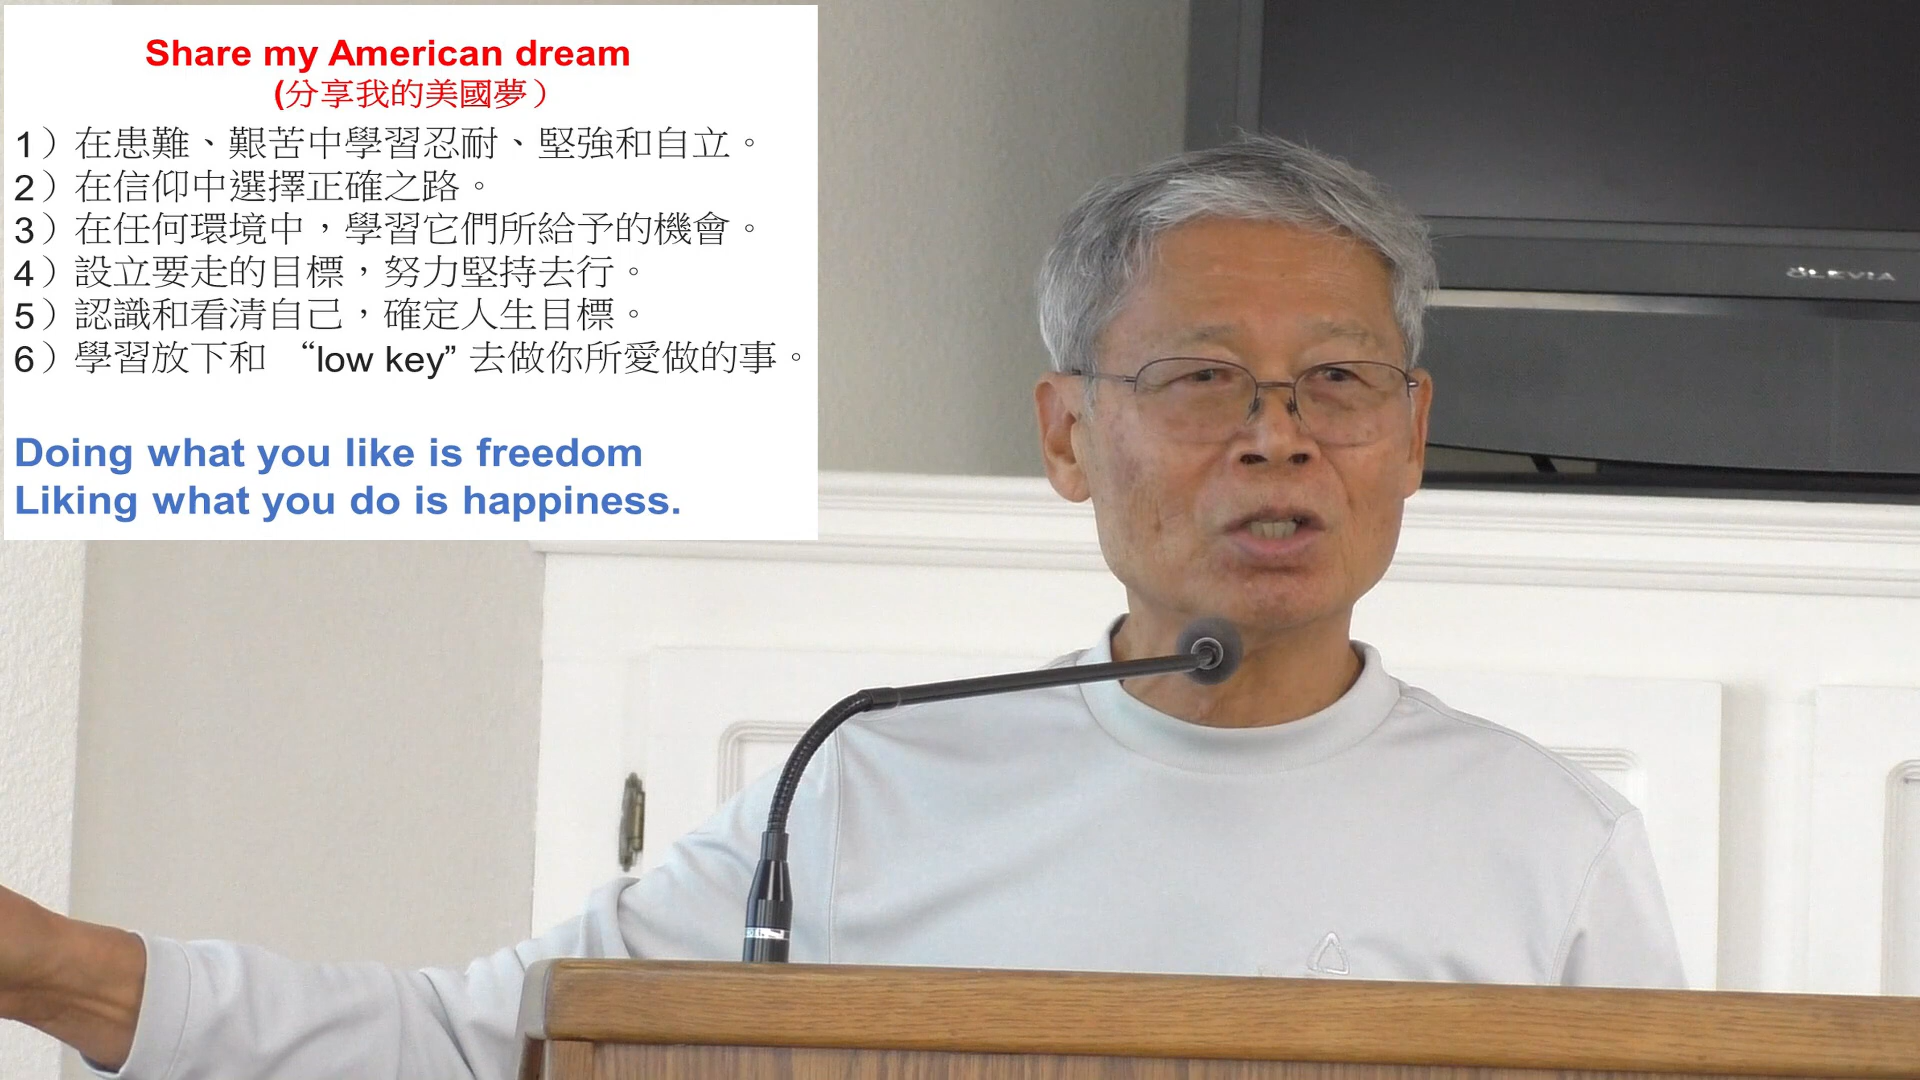 Share my American dream
(分享我的美國夢）
1）在患難、艱苦中學習忍耐、堅強和自立。
2）在信仰中選擇正確之路。
3）在任何環境中，學習它們所給予的機會。
4）設立要走的目標，努力堅持去行。
5）認識和看清自己，確定人生目標。
6）學習放下和 “low key” 去做你所愛做的事。
Doing what you like is freedom
Liking what you do is happiness.
OLEVIA